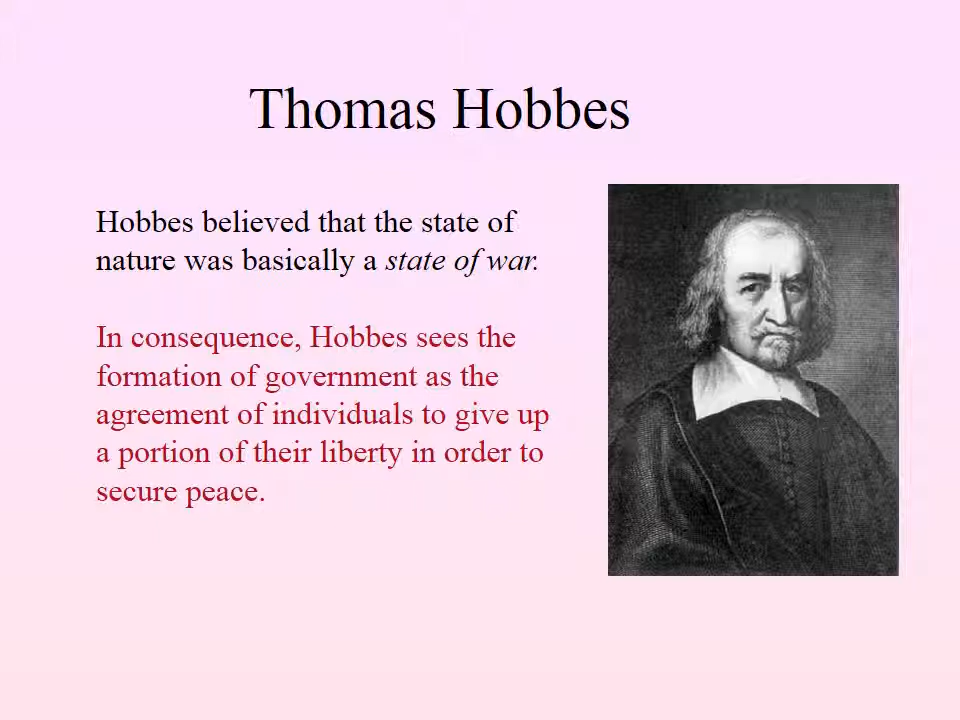 Thomas Hobbes
Hobbes believed that the state of
nature was basically a state of war.
In consequence, Hobbes sees the
formation of government as the
agreement of individuals to give up
a portion of their liberty in order to
secure peace.